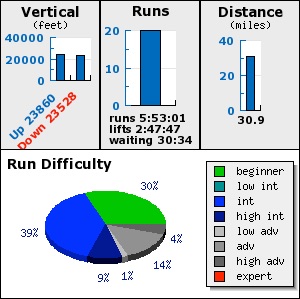 Vertical
(feet)
40000
20000
0
Up 23860
Down 23528
Runs
20
10
0
runs 5:53:01
lifts 2:47:47
waiting 30:34
Distance
(miles)
40
20
0
30.9
Run Difficulty
30%
39%
4%
14%
1%
9%
beginner
low int
int
high int
low adv
adv
high adv
expert